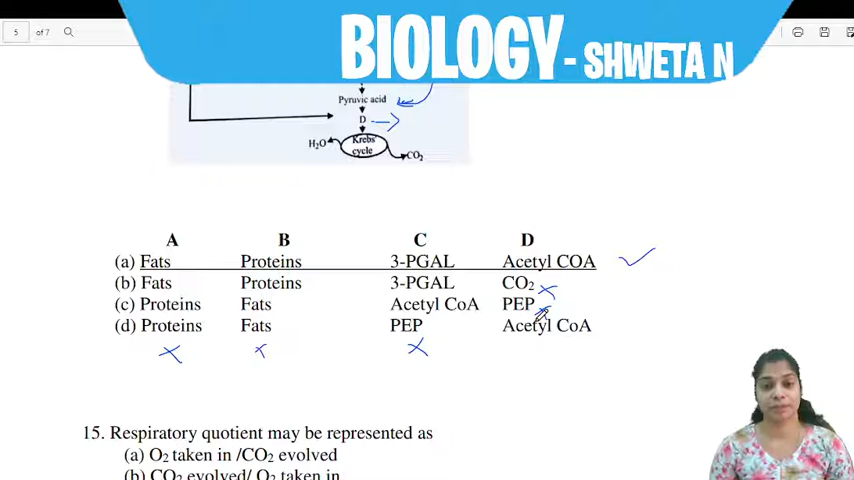 5 of 7
BIOLOGY - SHWETA N
Pyruvic acid
D
H₂O Krebs' cycle CO₂
A B C D
(a) Fats Proteins 3-PGAL Acetyl COA
(b) Fats Proteins 3-PGAL CO₂
(c) Proteins Fats Acetyl CoA PEP
(d) Proteins Fats PEP Acetyl CoA
15. Respiratory quotient may be represented as
(a) O₂ taken in /CO₂ evolved
(b) CO₂ evolved/ O₂ taken in